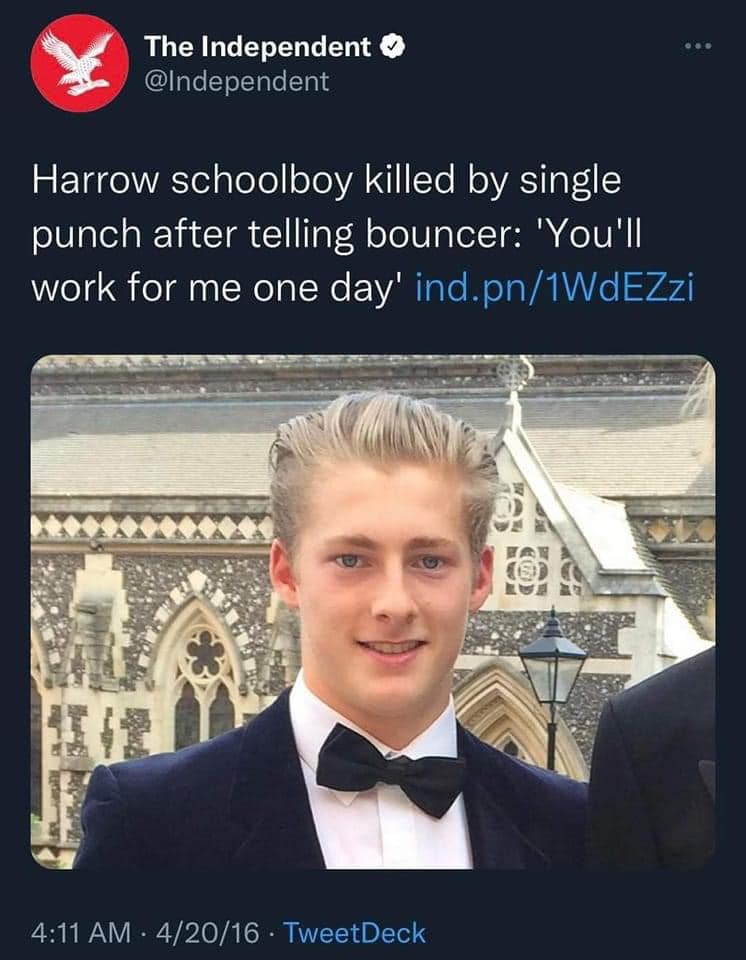 The Independent
@Independent
Harrow schoolboy killed by single
punch after telling bouncer: 'You'll
work for me one day' ind.pn/1WdEZzi
4:11 AM · 4/20/16 · TweetDeck